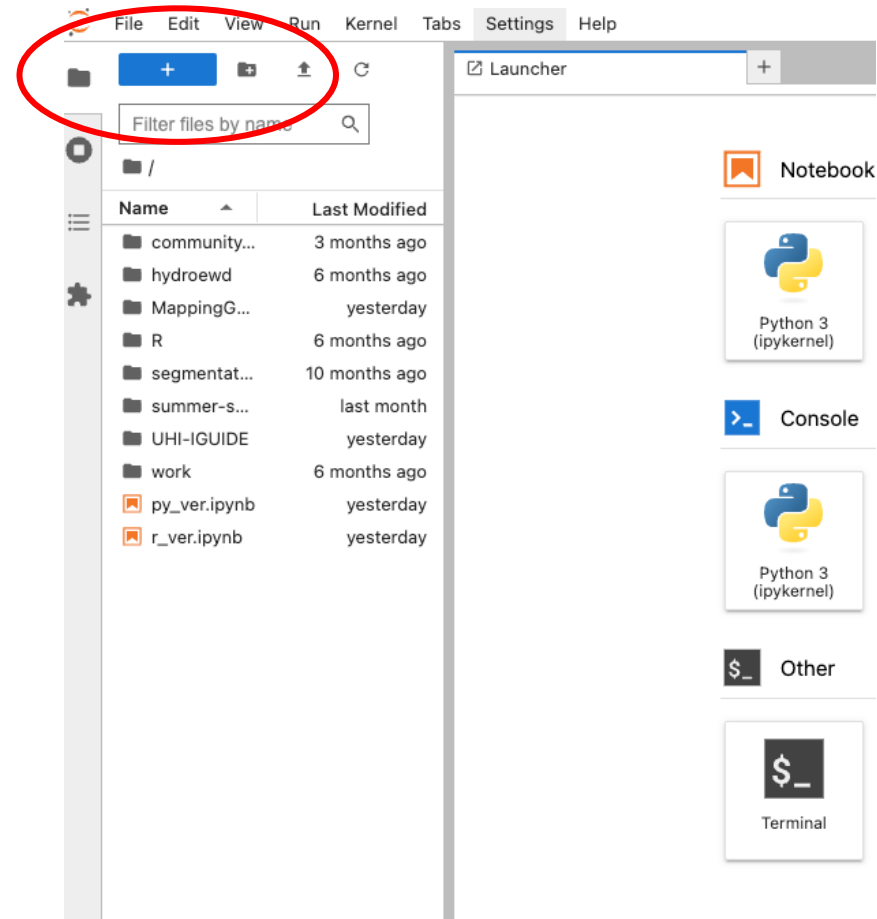 File Edit View Run Kernel Tabs Settings Help
+
Launcher
+
Filter files by name
/
Name Last Modified
community... 3 months ago
hydroewd 6 months ago
MappingG... yesterday
R 6 months ago
segmentat... 10 months ago
summer-s... last month
UHI-IGUIDE yesterday
work 6 months ago
py_ver.ipynb yesterday
r_ver.ipynb yesterday
Notebook
Python 3
(ipykernel)
>_ Console
Python 3
(ipykernel)
$_ Other
$_
Terminal